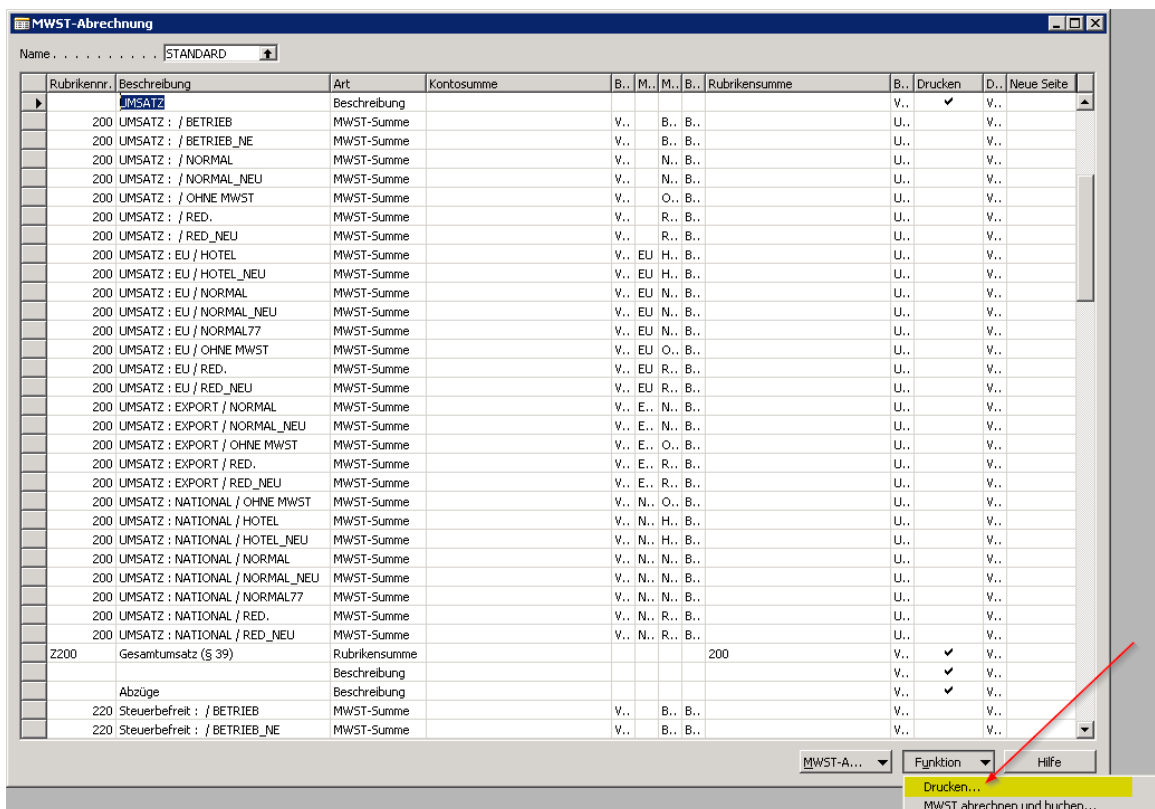 MWST-Abrechnung
Name. . . . . . . . . . STANDARD
Rubrikennr. Beschreibung Art Kontosumme B.. M.. M.. B.. Rubrikensumme B.. Drucken D.. Neue Seite
UMSATZ Beschreibung V.. V..
200 UMSATZ : / BETRIEB MWST-Summe V.. B.. B.. U.. V..
200 UMSATZ : / BETRIEB_NE MWST-Summe V.. B.. B.. U.. V..
200 UMSATZ : / NORMAL MWST-Summe V.. N.. B.. U.. V..
200 UMSATZ : / NORMAL_NEU MWST-Summe V.. N.. B.. U.. V..
200 UMSATZ : / OHNE MWST MWST-Summe V.. O.. B.. U.. V..
200 UMSATZ : / RED. MWST-Summe V.. R.. B.. U.. V..
200 UMSATZ : / RED_NEU MWST-Summe V.. R.. B.. U.. V..
200 UMSATZ : EU / HOTEL MWST-Summe V.. EU H.. B.. U.. V..
200 UMSATZ : EU / HOTEL_NEU MWST-Summe V.. EU H.. B.. U.. V..
200 UMSATZ : EU / NORMAL MWST-Summe V.. EU N.. B.. U.. V..
200 UMSATZ : EU / NORMAL_NEU MWST-Summe V.. EU N.. B.. U.. V..
200 UMSATZ : EU / NORMAL77 MWST-Summe V.. EU N.. B.. U.. V..
200 UMSATZ : EU / OHNE MWST MWST-Summe V.. EU O.. B.. U.. V..
200 UMSATZ : EU / RED. MWST-Summe V.. EU R.. B.. U.. V..
200 UMSATZ : EU / RED_NEU MWST-Summe V.. EU R.. B.. U.. V..
200 UMSATZ : EXPORT / NORMAL MWST-Summe V.. E.. N.. B.. U.. V..
200 UMSATZ : EXPORT / NORMAL_NEU MWST-Summe V.. E.. N.. B.. U.. V..
200 UMSATZ : EXPORT / OHNE MWST MWST-Summe V.. E.. O.. B.. U.. V..
200 UMSATZ : EXPORT / RED. MWST-Summe V.. E.. R.. B.. U.. V..
200 UMSATZ : EXPORT / RED_NEU MWST-Summe V.. E.. R.. B.. U.. V..
200 UMSATZ : NATIONAL / OHNE MWST MWST-Summe V.. N.. O.. B.. U.. V..
200 UMSATZ : NATIONAL / HOTEL MWST-Summe V.. N.. H.. B.. U.. V..
200 UMSATZ : NATIONAL / HOTEL_NEU MWST-Summe V.. N.. H.. B.. U.. V..
200 UMSATZ : NATIONAL / NORMAL MWST-Summe V.. N.. N.. B.. U.. V..
200 UMSATZ : NATIONAL / NORMAL_NEU MWST-Summe V.. N.. N.. B.. U.. V..
200 UMSATZ : NATIONAL / NORMAL77 MWST-Summe V.. N.. N.. B.. U.. V..
200 UMSATZ : NATIONAL / RED. MWST-Summe V.. N.. R.. B.. U.. V..
200 UMSATZ : NATIONAL / RED_NEU MWST-Summe V.. N.. R.. B.. U.. V..
Z200 Gesamtumsatz (§ 39) Rubrikensumme 200 V.. V..
Beschreibung V.. V..
Abzüge Beschreibung V.. V..
220 Steuerbefreit : / BETRIEB MWST-Summe V.. B.. B.. V.. V..
220 Steuerbefreit : / BETRIEB_NE MWST-Summe V.. B.. B.. V.. V..
MWST-A... Funktion Hilfe
Drucken...
MWST abrechnen und buchen...